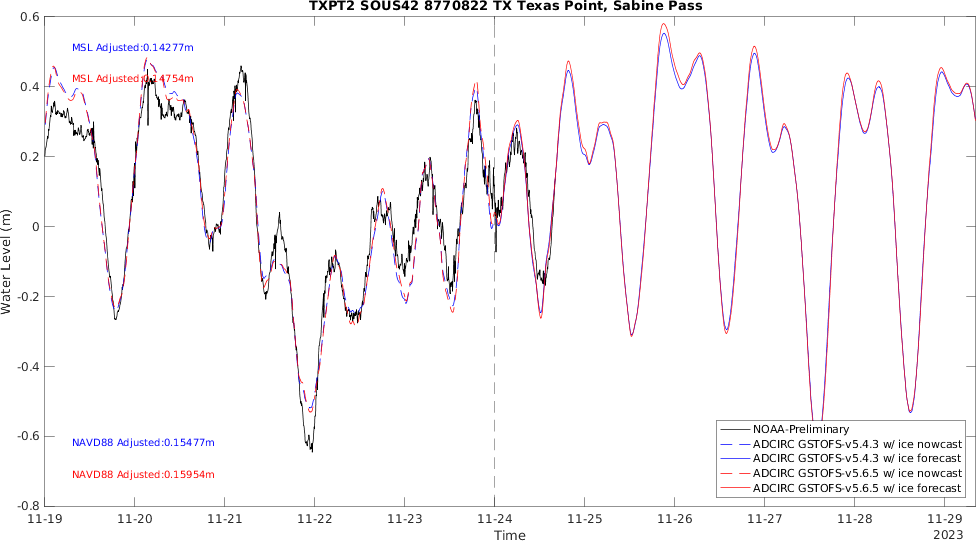 TXPT2 SOUS42 8770822 TX Texas Point, Sabine Pass
Water Level (m)
0.6
0.4
0.2
0
-0.2
-0.4
-0.6
-0.8
MSL Adjusted:0.14277m
MSL Adjusted:0.14754m
NAVD88 Adjusted:0.15477m
NAVD88 Adjusted:0.15954m
NOAA-Preliminary
ADCIRC GSTOFS-v5.4.3 w/ ice nowcast
ADCIRC GSTOFS-v5.4.3 w/ ice forecast
ADCIRC GSTOFS-v5.6.5 w/ ice nowcast
ADCIRC GSTOFS-v5.6.5 w/ ice forecast
11-19 11-20 11-21 11-22 11-23 11-24 11-25 11-26 11-27 11-28 11-29
Time
2023